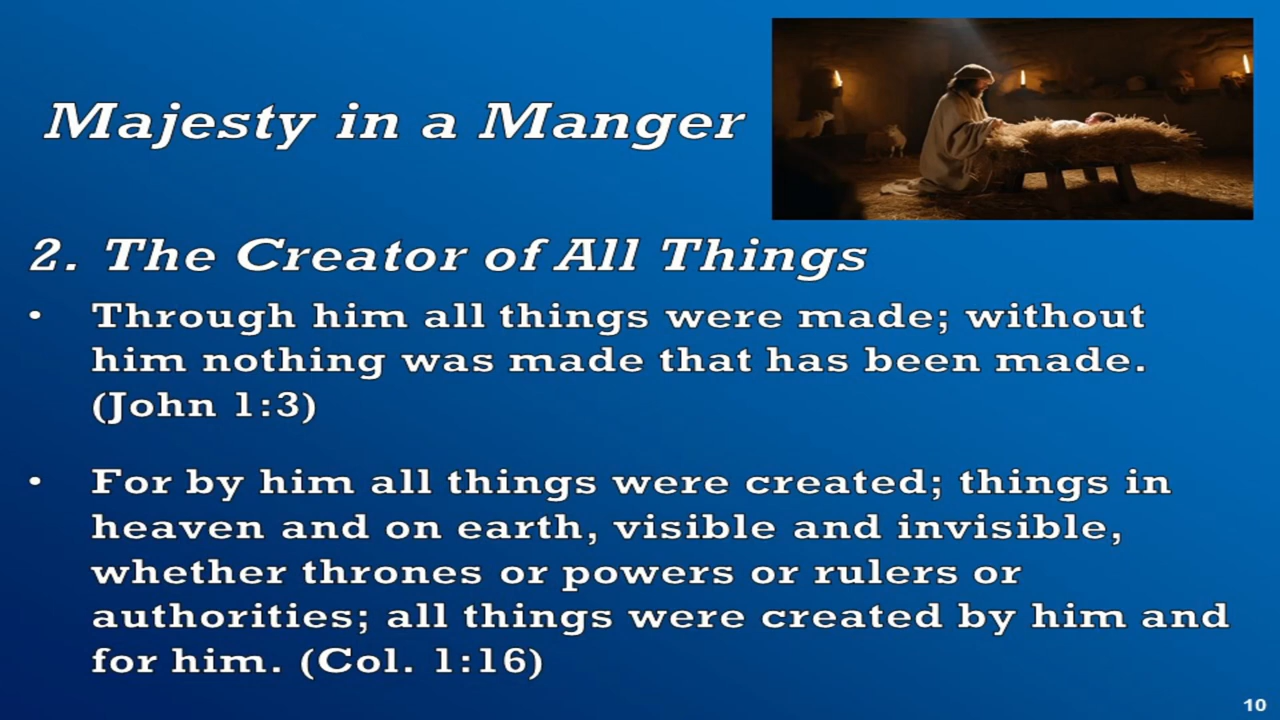 Majesty in a Manger
2. The Creator of All Things
• Through him all things were made; without
him nothing was made that has been made.
(John 1:3)
• For by him all things were created; things in
heaven and on earth, visible and invisible,
whether thrones or powers or rulers or
authorities; all things were created by him and
for him. (Col. 1:16)
10